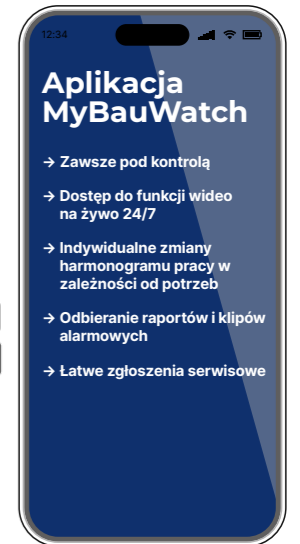 12:34
Aplikacja
MyBauWatch
→ Zawsze pod kontrolą
→ Dostęp do funkcji wideo
na żywo 24/7
→ Indywidualne zmiany
harmonogramu pracy w
zależności od potrzeb
→ Odbieranie raportów i klipów
alarmowych
→ Łatwe zgłoszenia serwisowe